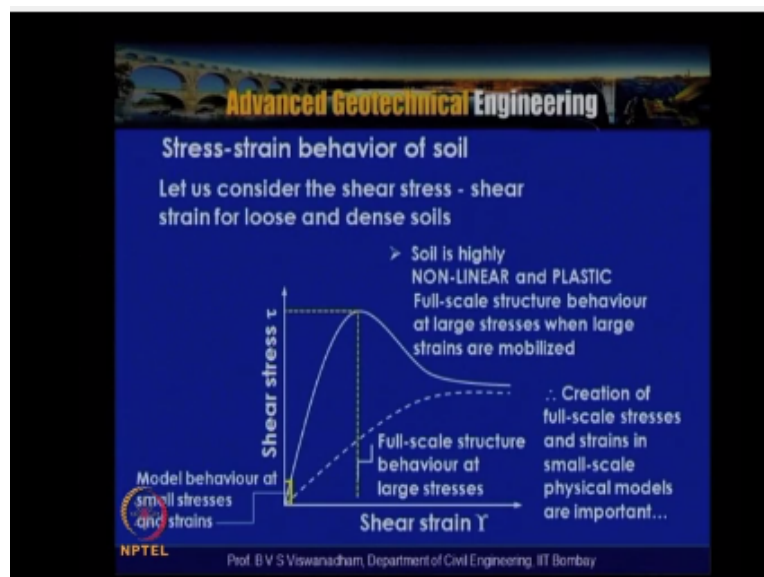 Advanced Geotechnical Engineering
Stress-strain behavior of soil
Let us consider the shear stress - shear
strain for loose and dense soils
➤ Soil is highly
NON-LINEAR and PLASTIC
Full-scale structure behaviour
at large stresses when large
strains are mobilized
Shear stress τ
∴ Creation of
full-scale stresses
and strains in
small-scale
physical models
are important...
Full-scale structure
behaviour at
large stresses
Model behaviour at
small stresses
and strains
Shear strain ϒ
NPTEL
Prof. B V S Viswanadham, Department of Civil Engineering, IIT Bombay